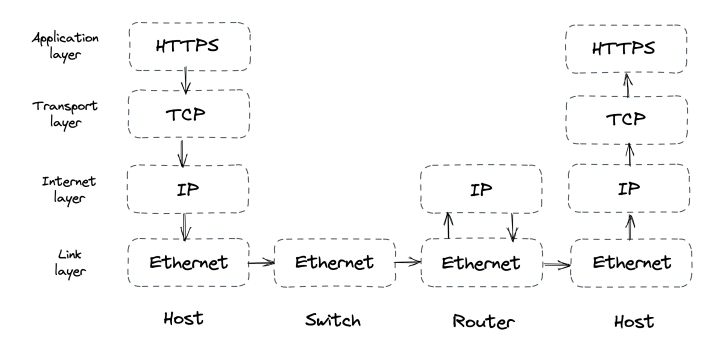 Application
layer
HTTPS
HTTPS
Transport
layer
TCP
TCP
Internet
layer
IP
IP
IP
Link
layer
Ethernet
Ethernet
Ethernet
Ethernet
Host
Switch
Router
Host